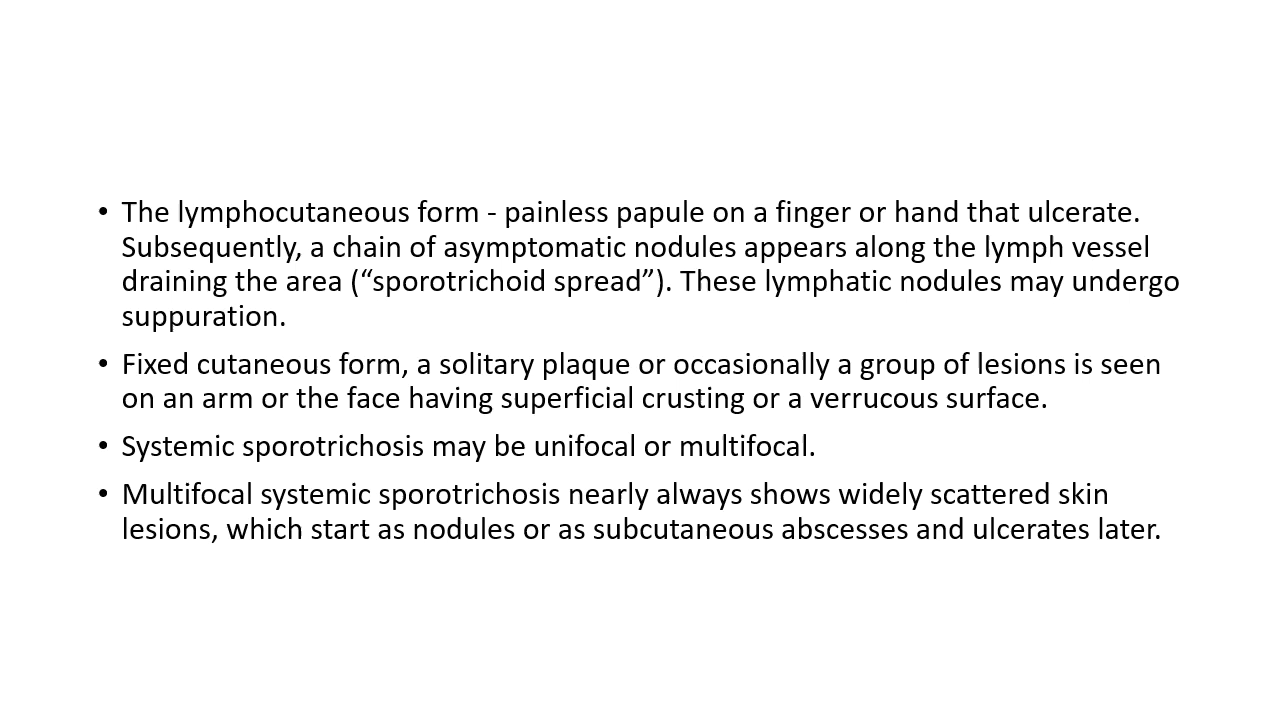 • The lymphocutaneous form - painless papule on a finger or hand that ulcerate.
Subsequently, a chain of asymptomatic nodules appears along the lymph vessel
draining the area (“sporotrichoid spread”). These lymphatic nodules may undergo
suppuration.
• Fixed cutaneous form, a solitary plaque or occasionally a group of lesions is seen
on an arm or the face having superficial crusting or a verrucous surface.
• Systemic sporotrichosis may be unifocal or multifocal.
• Multifocal systemic sporotrichosis nearly always shows widely scattered skin
lesions, which start as nodules or as subcutaneous abscesses and ulcerates later.